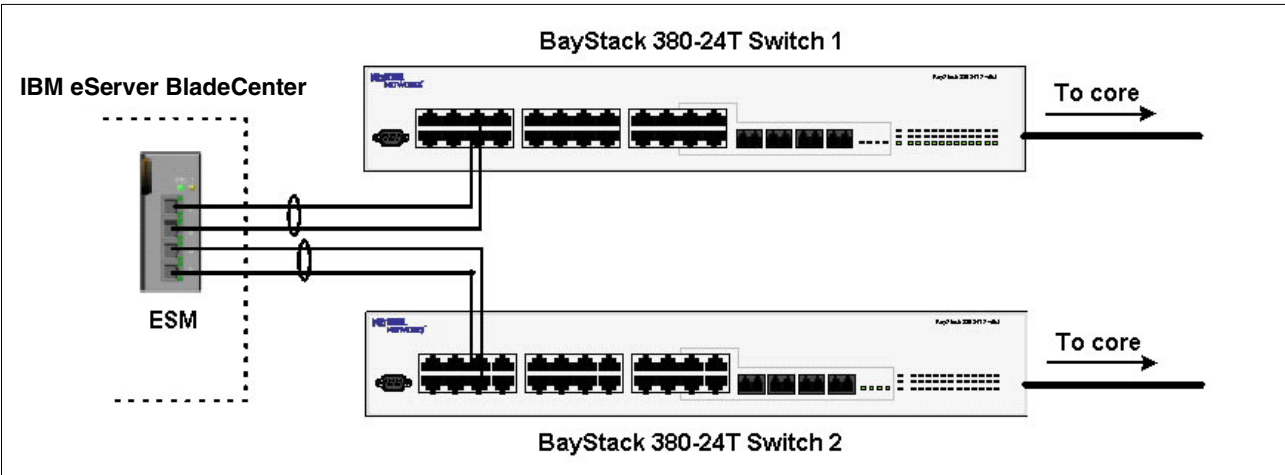 BayStack 380-24T Switch 1
IBM eServer BladeCenter
To core
ESM
To core
BayStack 380-24T Switch 2